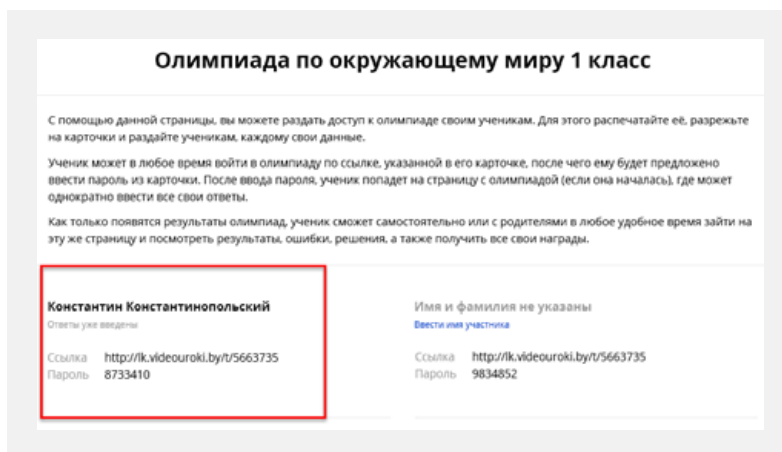 Олимпиада по окружающему миру 1 класс
С помощью данной страницы, вы можете раздать доступ к олимпиаде своим ученикам. Для этого распечатайте её, разрежьте
на карточки и раздайте ученикам, каждому свои данные.
Ученик может в любое время войти в олимпиаду по ссылке, указанной в его карточке, после чего ему будет предложено
ввести пароль из карточки. После ввода пароля, ученик попадет на страницу с олимпиадой (если она началась), где может
однократно ввести все свои ответы.
Как только появятся результаты олимпиад, ученик сможет самостоятельно или с родителями в любое удобное время зайти на
эту же страницу и посмотреть результаты, ошибки, решения, а также получить все свои награды.
Константин Константинопольский
Ответы уже введены
Ссылка http://lk.videouroki.by/t/5663735
Пароль 8733410
Имя и фамилия не указаны
Ввести имя участника
Ссылка http://lk.videouroki.by/t/5663735
Пароль 9834852